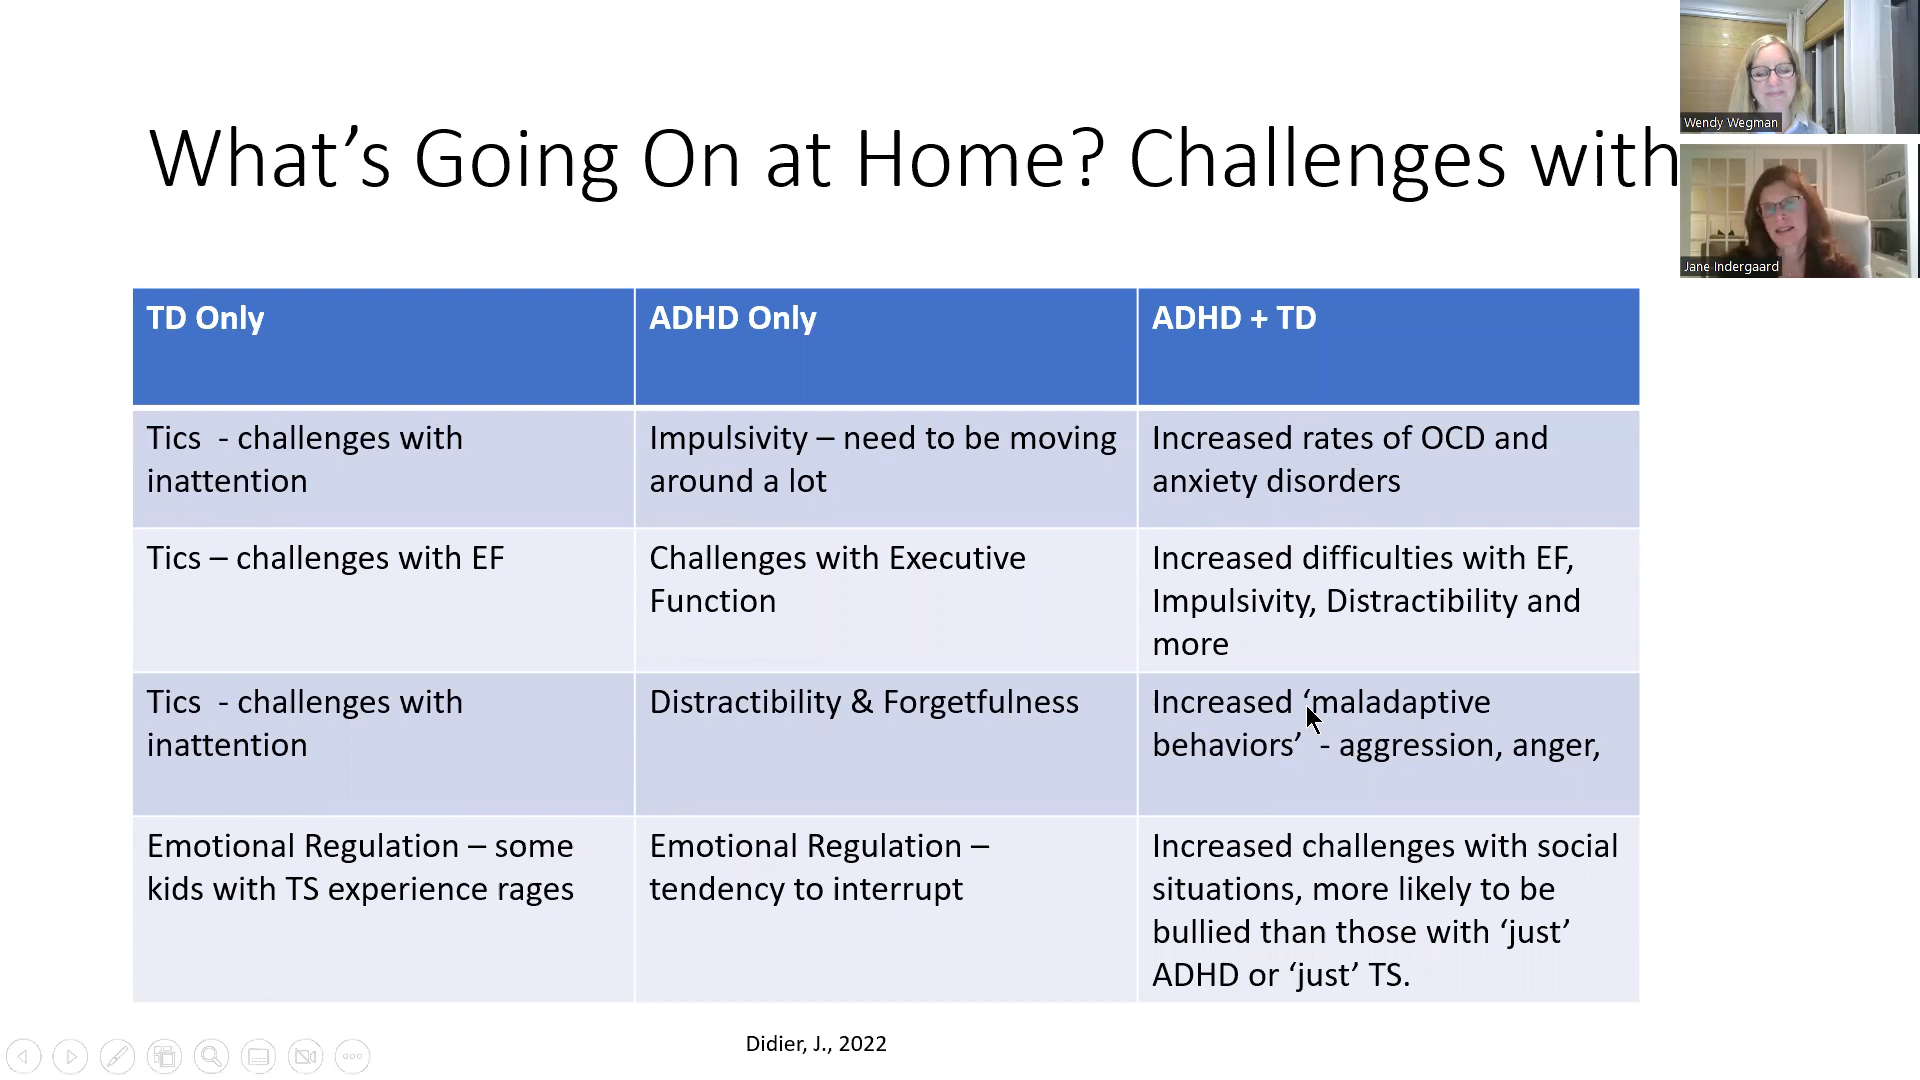 What’s Going On at Home? Challenges with
Wendy Wegman
Jane Indergaard
TD Only
ADHD Only
ADHD + TD
Tics  - challenges with
inattention
Impulsivity – need to be moving
around a lot
Increased rates of OCD and
anxiety disorders
Tics – challenges with EF
Challenges with Executive
Function
Increased difficulties with EF,
Impulsivity, Distractibility and
more
Tics  - challenges with
inattention
Distractibility & Forgetfulness
Increased ‘maladaptive
behaviors’  - aggression, anger,
Emotional Regulation – some
kids with TS experience rages
Emotional Regulation –
tendency to interrupt
Increased challenges with social
situations, more likely to be
bullied than those with ‘just’
ADHD or ‘just’ TS.
Didier, J., 2022